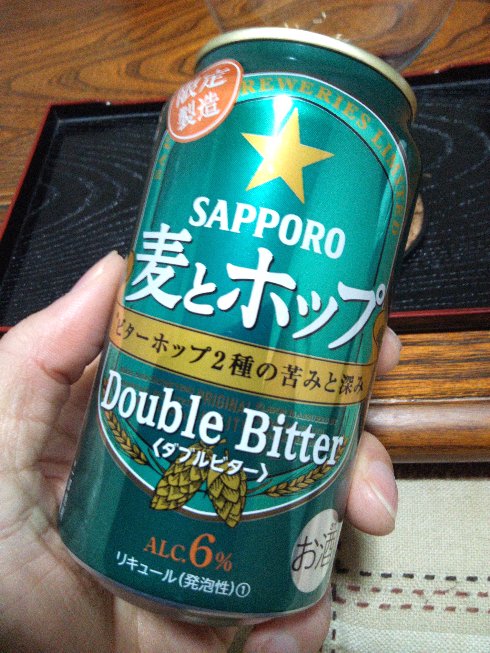 限定
製造
BREWERIES LIMITED
SAPPORO
麦とホップ
ビターホップ2種の苦みと深み
Double Bitter
〈ダブルビター〉
ALC.6%
リキュール(発泡性)①
お酒